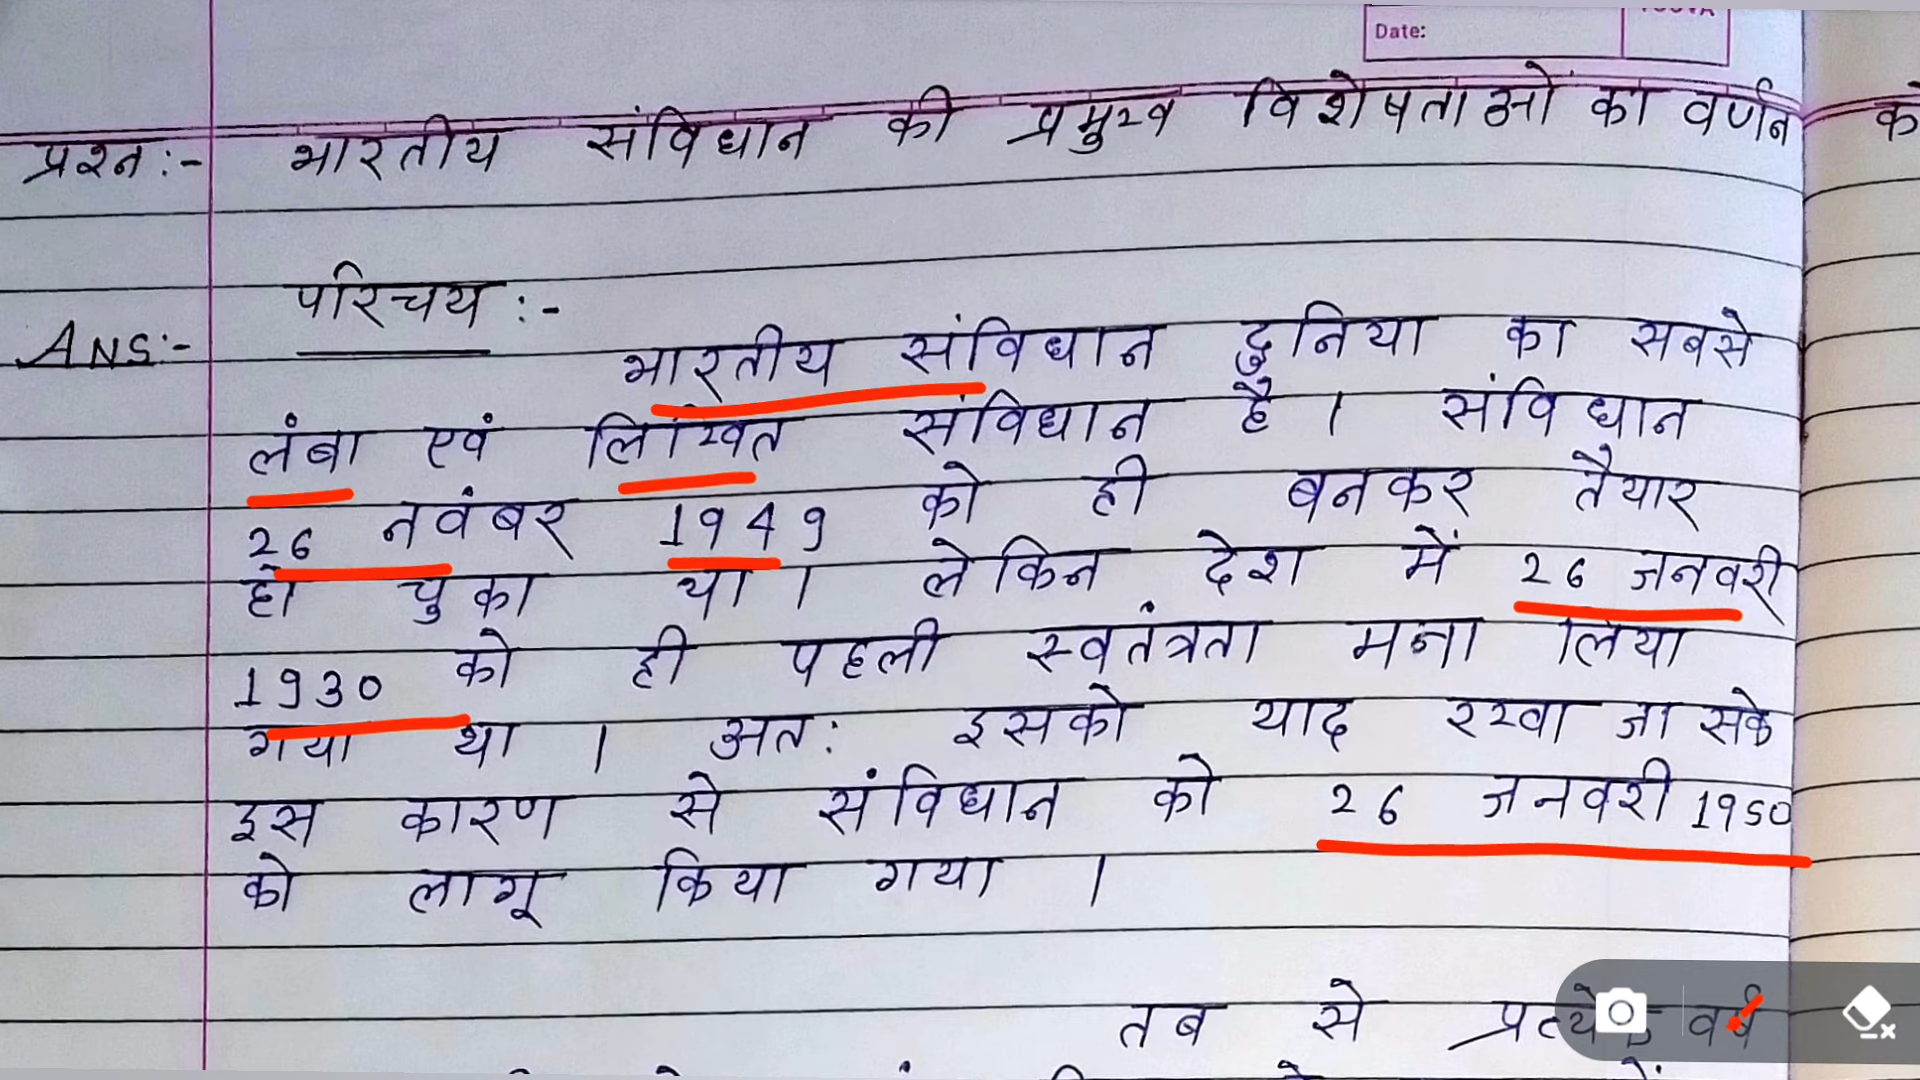 Date:
प्रश्न:- भारतीय संविधान की प्रमुख विशेषताओं का वर्णन
परिचय :-
ANS:- भारतीय संविधान दुनिया का सबसे
लंबा एवं लिखित संविधान है । संविधान
26 नवंबर 1949 को ही बनकर तैयार
हो चुका था । लेकिन देश में 26 जनवरी
1930 को ही पहली स्वतंत्रता मना लिया
गया था । अत: इसको याद रखा जा सके
इस कारण से संविधान को 26 जनवरी 1950
को लागू किया गया ।
तब से प्रत्येक वर्ष